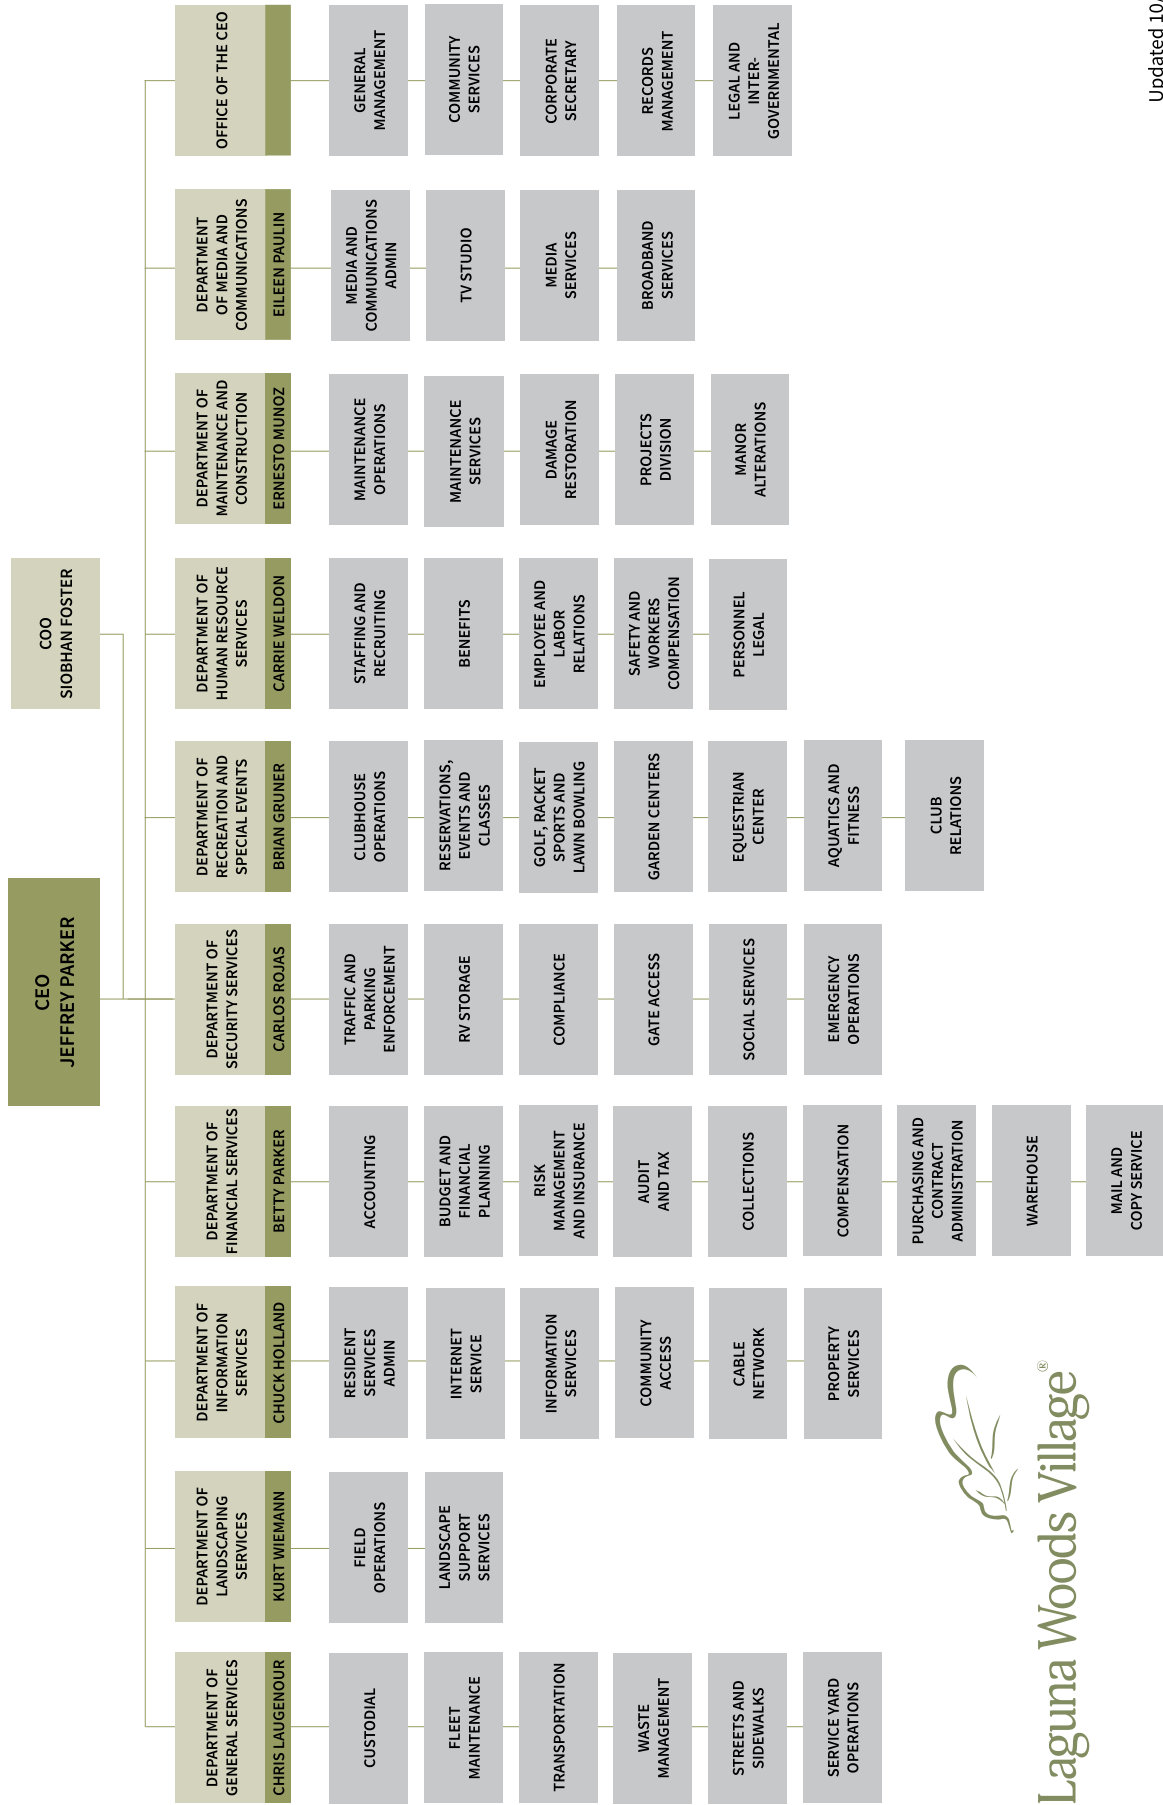 CEO
JEFFREY PARKER
COO
SIOBHAN FOSTER
DEPARTMENT OF
GENERAL SERVICES
CHRIS LAUGENOUR
CUSTODIAL
FLEET
MAINTENANCE
TRANSPORTATION
WASTE
MANAGEMENT
STREETS AND
SIDEWALKS
SERVICE YARD
OPERATIONS
DEPARTMENT OF
LANDSCAPING
SERVICES
KURT WIEMANN
FIELD
OPERATIONS
LANDSCAPE
SUPPORT
SERVICES
DEPARTMENT OF
INFORMATION
SERVICES
CHUCK HOLLAND
RESIDENT
SERVICES
ADMIN
INTERNET
SERVICE
INFORMATION
SERVICES
COMMUNITY
ACCESS
CABLE
NETWORK
PROPERTY
SERVICES
DEPARTMENT OF
FINANCIAL SERVICES
BETTY PARKER
ACCOUNTING
BUDGET AND
FINANCIAL
PLANNING
RISK
MANAGEMENT
AND INSURANCE
AUDIT
AND TAX
COLLECTIONS
COMPENSATION
PURCHASING AND
CONTRACT
ADMINISTRATION
WAREHOUSE
MAIL AND
COPY SERVICE
DEPARTMENT OF
SECURITY SERVICES
CARLOS ROJAS
TRAFFIC AND
PARKING
ENFORCEMENT
RV STORAGE
COMPLIANCE
GATE ACCESS
SOCIAL SERVICES
EMERGENCY
OPERATIONS
DEPARTMENT OF
RECREATION AND
SPECIAL EVENTS
BRIAN GRUNER
CLUBHOUSE
OPERATIONS
RESERVATIONS,
EVENTS AND
CLASSES
GOLF, RACKET
SPORTS AND
LAWN BOWLING
GARDEN CENTERS
EQUESTRIAN
CENTER
AQUATICS AND
FITNESS
CLUB
RELATIONS
DEPARTMENT OF
HUMAN RESOURCE
SERVICES
CARRIE WELDON
STAFFING AND
RECRUITING
BENEFITS
EMPLOYEE AND
LABOR
RELATIONS
SAFETY AND
WORKERS
COMPENSATION
PERSONNEL
LEGAL
DEPARTMENT OF
MAINTENANCE AND
CONSTRUCTION
ERNESTO MUNOZ
MAINTENANCE
OPERATIONS
MAINTENANCE
SERVICES
DAMAGE
RESTORATION
PROJECTS
DIVISION
MANOR
ALTERATIONS
DEPARTMENT
OF MEDIA AND
COMMUNICATIONS
EILEEN PAULIN
MEDIA AND
COMMUNICATIONS
ADMIN
TV STUDIO
MEDIA
SERVICES
BROADBAND
SERVICES
OFFICE OF THE CEO
GENERAL
MANAGEMENT
COMMUNITY
SERVICES
CORPORATE
SECRETARY
RECORDS
MANAGEMENT
LEGAL AND
INTER-
GOVERNMENTAL
Laguna Woods Village®
Updated 10/